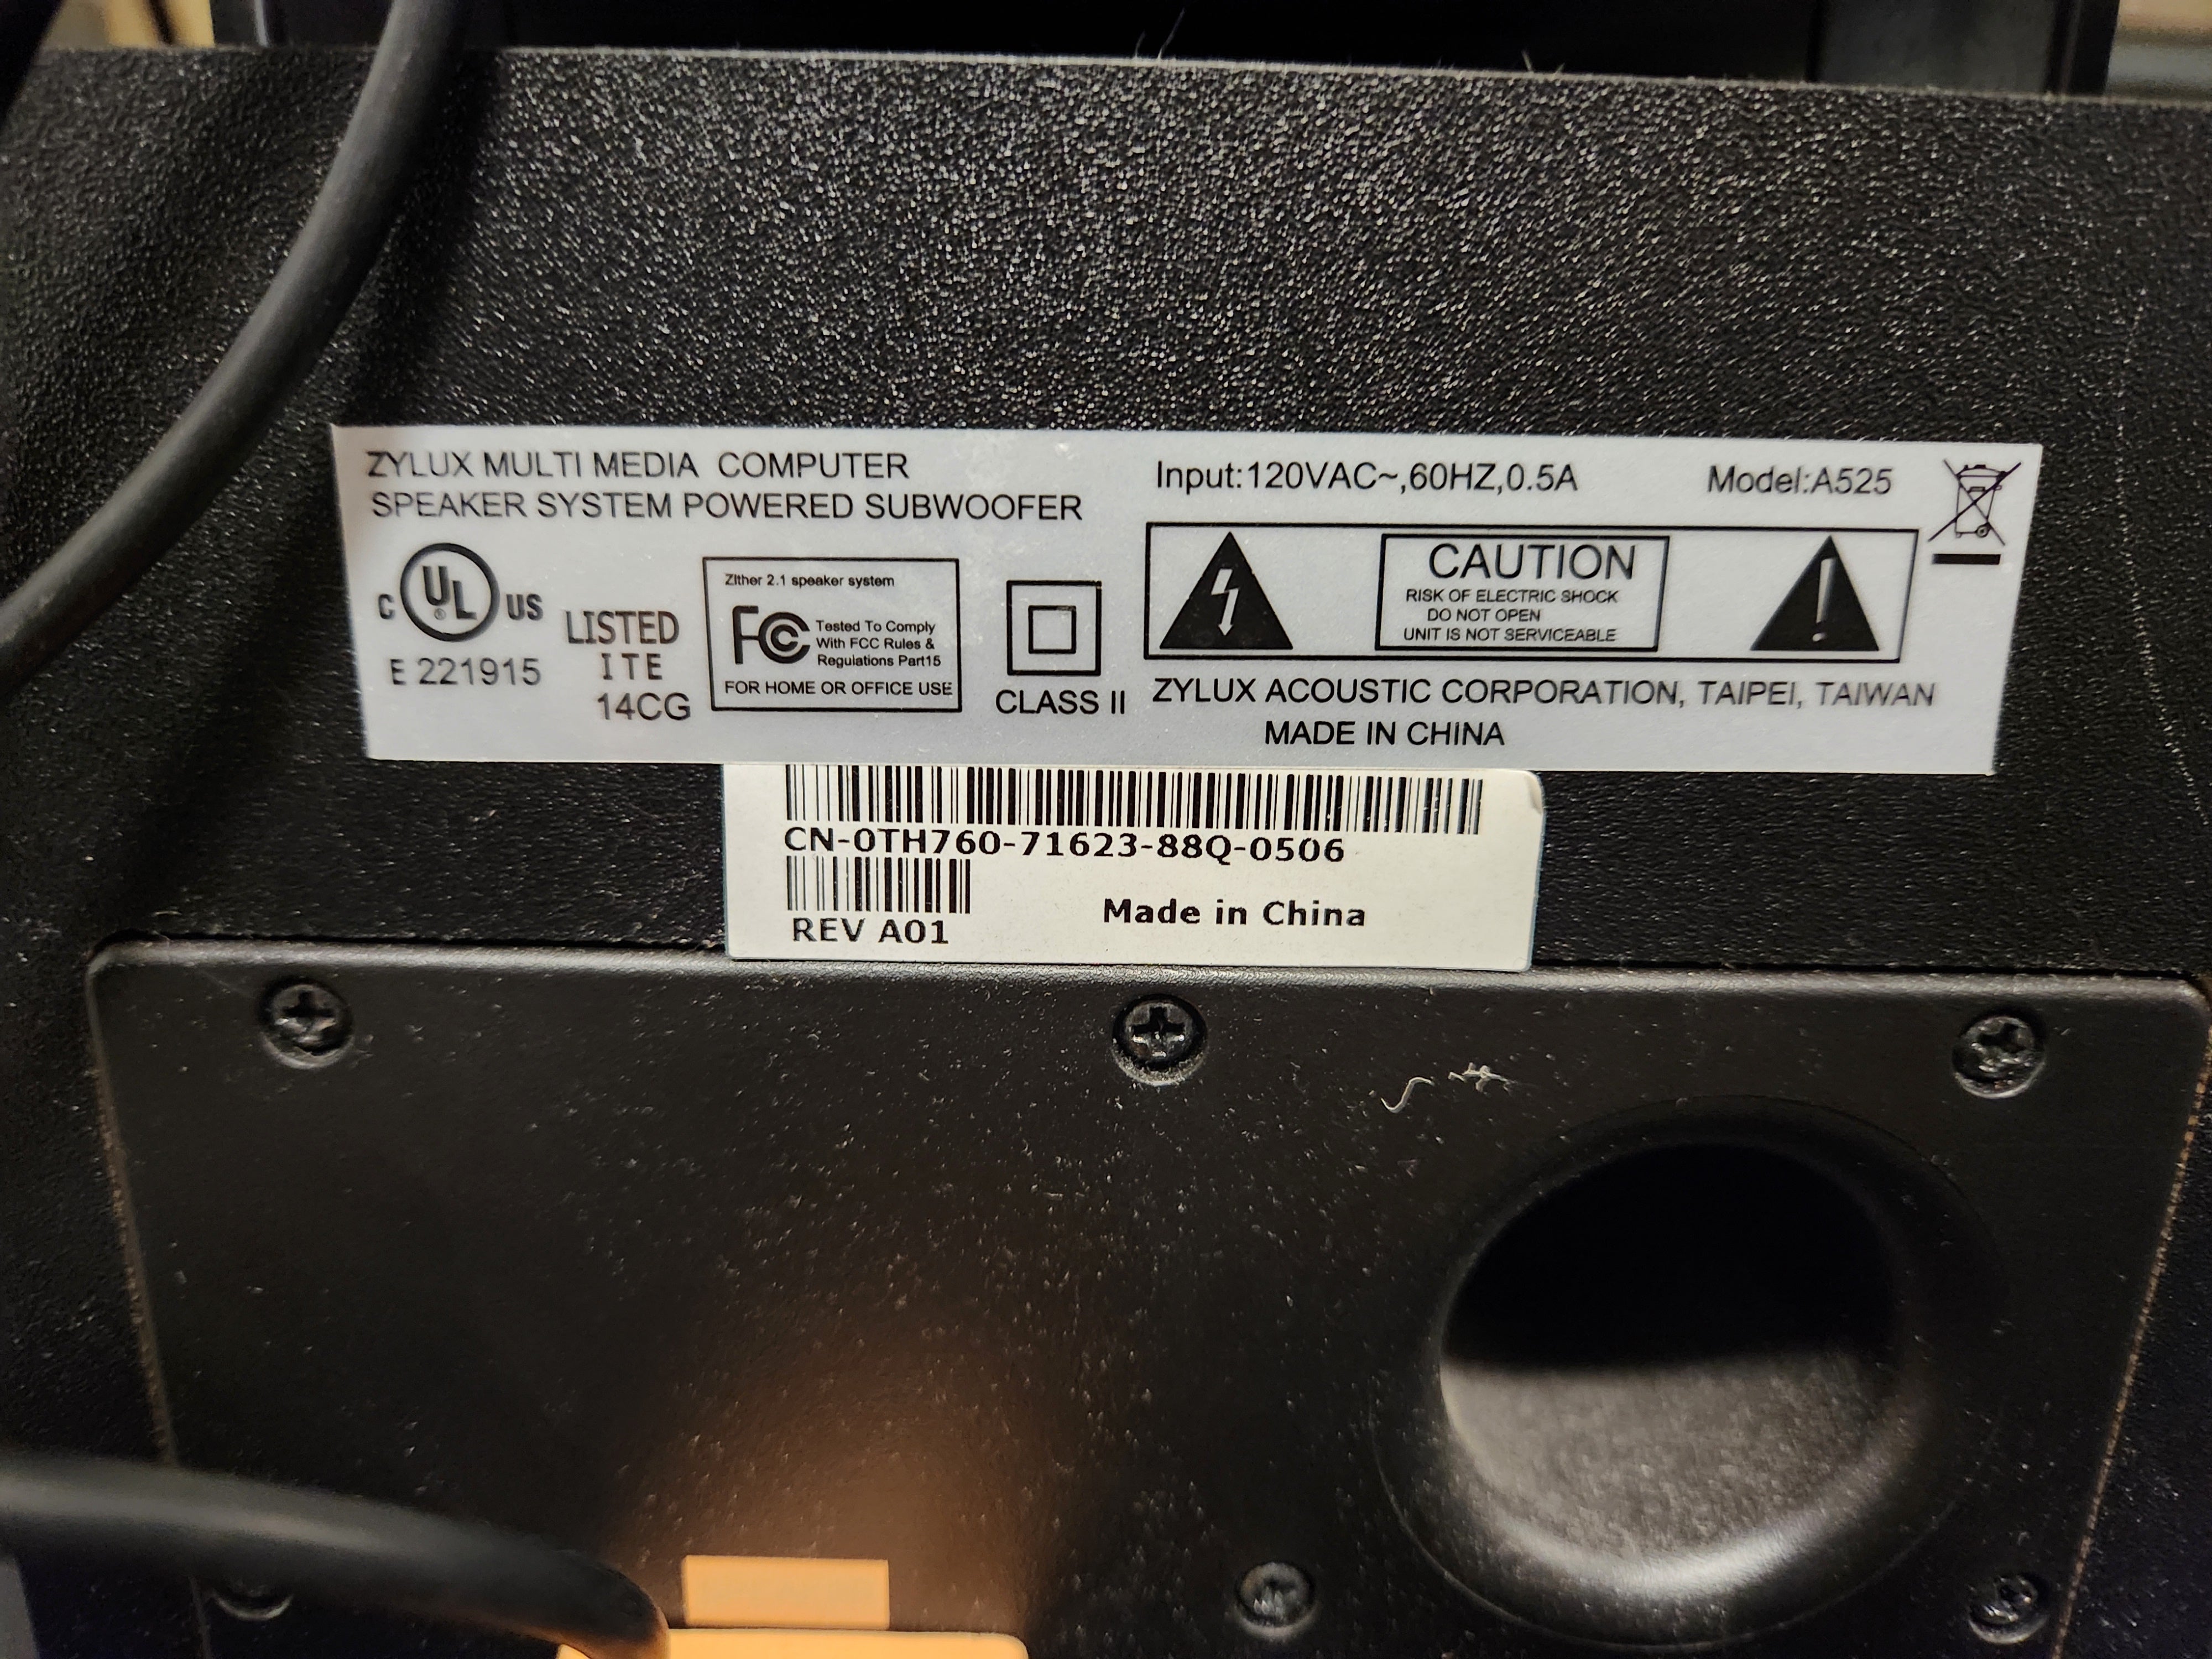 ZYLUX MULTI MEDIA COMPUTER
SPEAKER SYSTEM POWERED SUBWOOFER
Input:120VAC~,60HZ,0.5A
Model:A525
C UL ® US
LISTED
ITE
14CG
E 221915
ZIther 2.1 speaker system
FC Tested To Comply
With FCC Rules &
Regulations Part15
FOR HOME OR OFFICE USE
CLASS II
CAUTION
RISK OF ELECTRIC SHOCK
DO NOT OPEN
UNIT IS NOT SERVICEABLE
ZYLUX ACOUSTIC CORPORATION, TAIPEI, TAIWAN
MADE IN CHINA
CN-0TH760-71623-88Q-0506
REV A01
Made in China